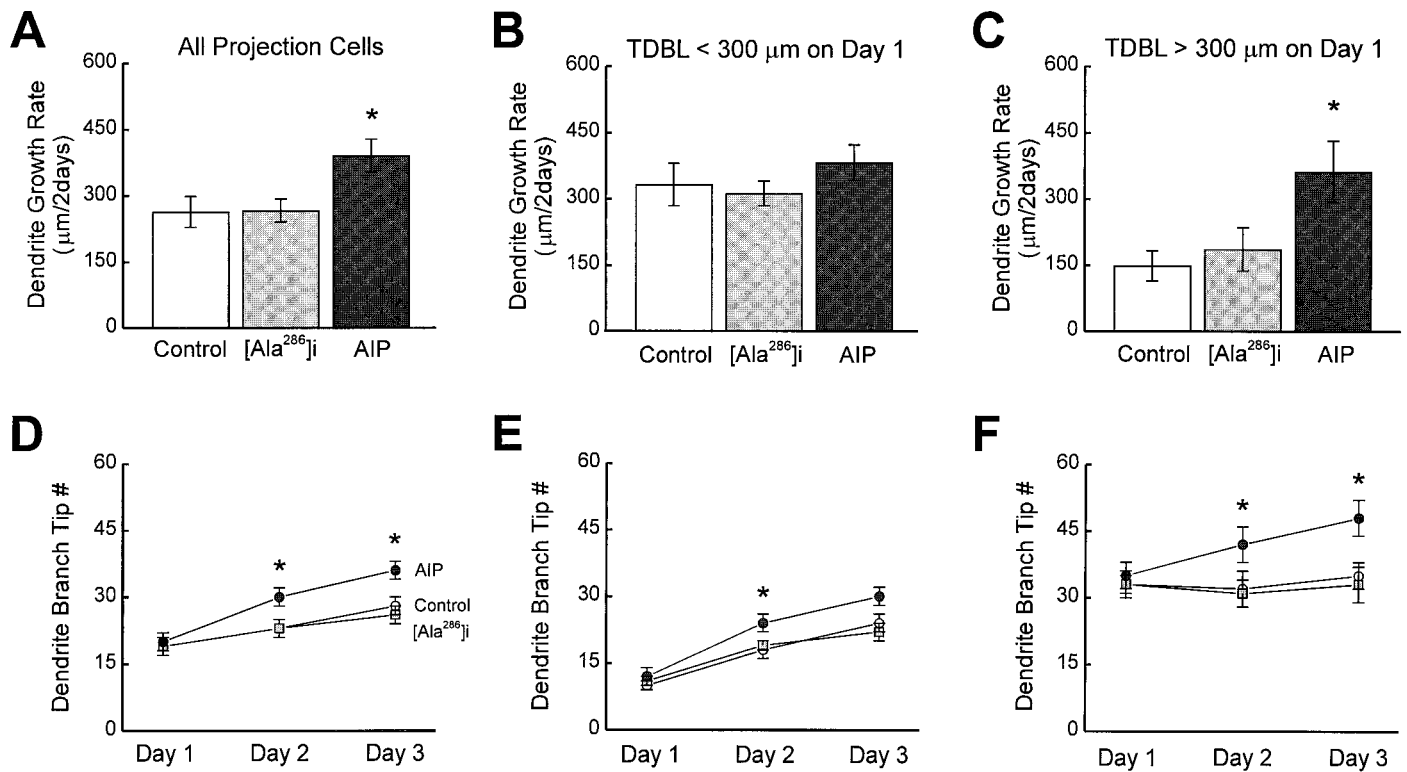 A
All Projection Cells
Dendrite Growth Rate
(μm/2days)
600
450
300
150
0
*
Control
[Ala²⁸⁶]i
AIP
B
TDBL < 300 μm on Day 1
Dendrite Growth Rate
(μm/2days)
600
450
300
150
0
Control
[Ala²⁸⁶]i
AIP
C
TDBL > 300 μm on Day 1
Dendrite Growth Rate
(μm/2days)
600
450
300
150
0
*
Control
[Ala²⁸⁶]i
AIP
D
Dendrite Branch Tip #
60
45
30
15
0
*
*
AIP
Control
[Ala²⁸⁶]i
Day 1
Day 2
Day 3
E
Dendrite Branch Tip #
60
45
30
15
0
*
Day 1
Day 2
Day 3
F
Dendrite Branch Tip #
60
45
30
15
0
*
*
Day 1
Day 2
Day 3